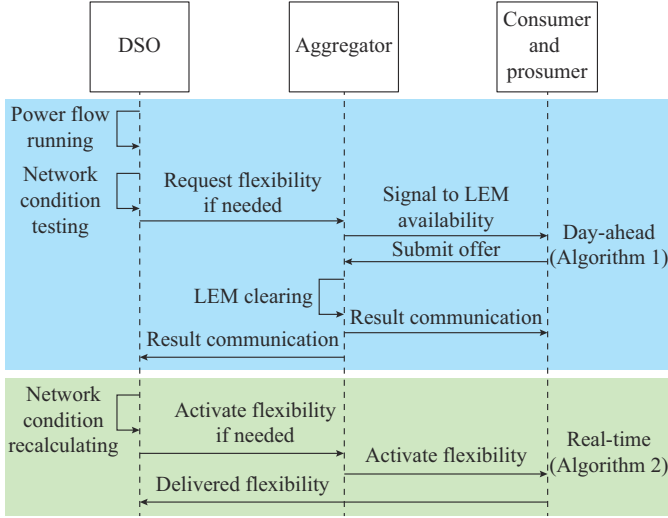 DSO
Aggregator
Consumer
and
prosumer
Power flow
running
Network
condition
testing
Request flexibility
if needed
Signal to LEM
availability
Submit offer
Day-ahead
(Algorithm 1)
LEM clearing
Result communication
Result communication
Network
condition
recalculating
Activate flexibility
if needed
Activate flexibility
Real-time
(Algorithm 2)
Delivered flexibility